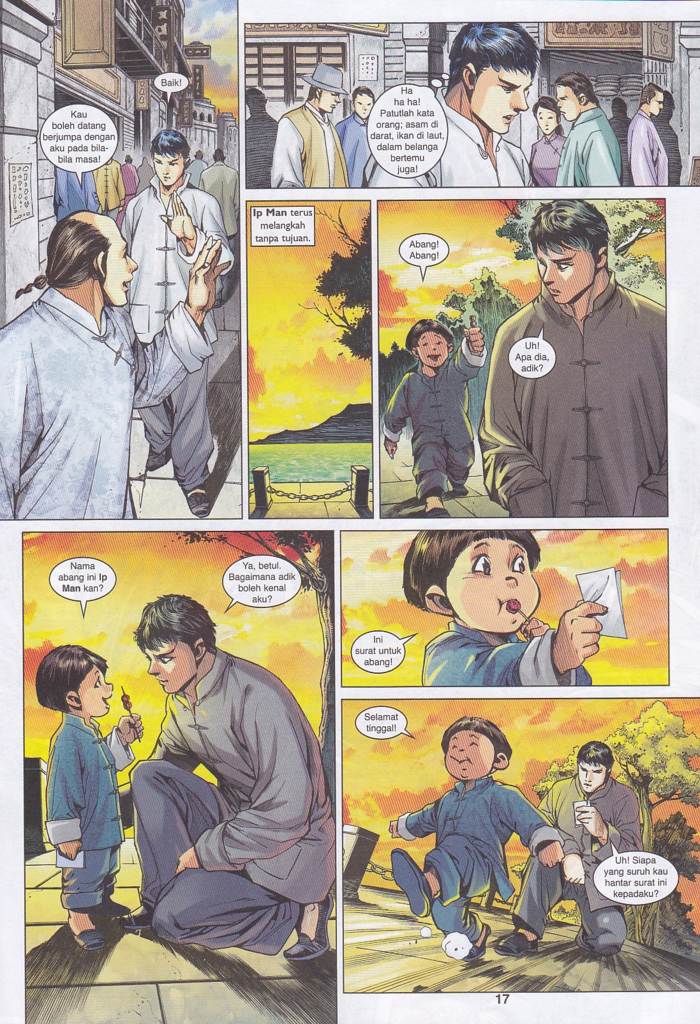 Baik!
Kau
boleh datang
berjumpa dengan
aku pada bila-
bila masa!
Ha
ha ha!
Patutlah kata
orang; asam di
darat, ikan di laut,
dalam belanga
bertemu
juga!
Ip Man terus
melangkah
tanpa tujuan.
Abang!
Abang!
Uh!
Apa dia,
adik?
Nama
abang ini Ip
Man kan?
Ya, betul.
Bagaimana adik
boleh kenal
aku?
Ini
surat untuk
abang!
Selamat
tinggal!
Uh! Siapa
yang suruh kau
hantar surat ini
kepadaku?
17